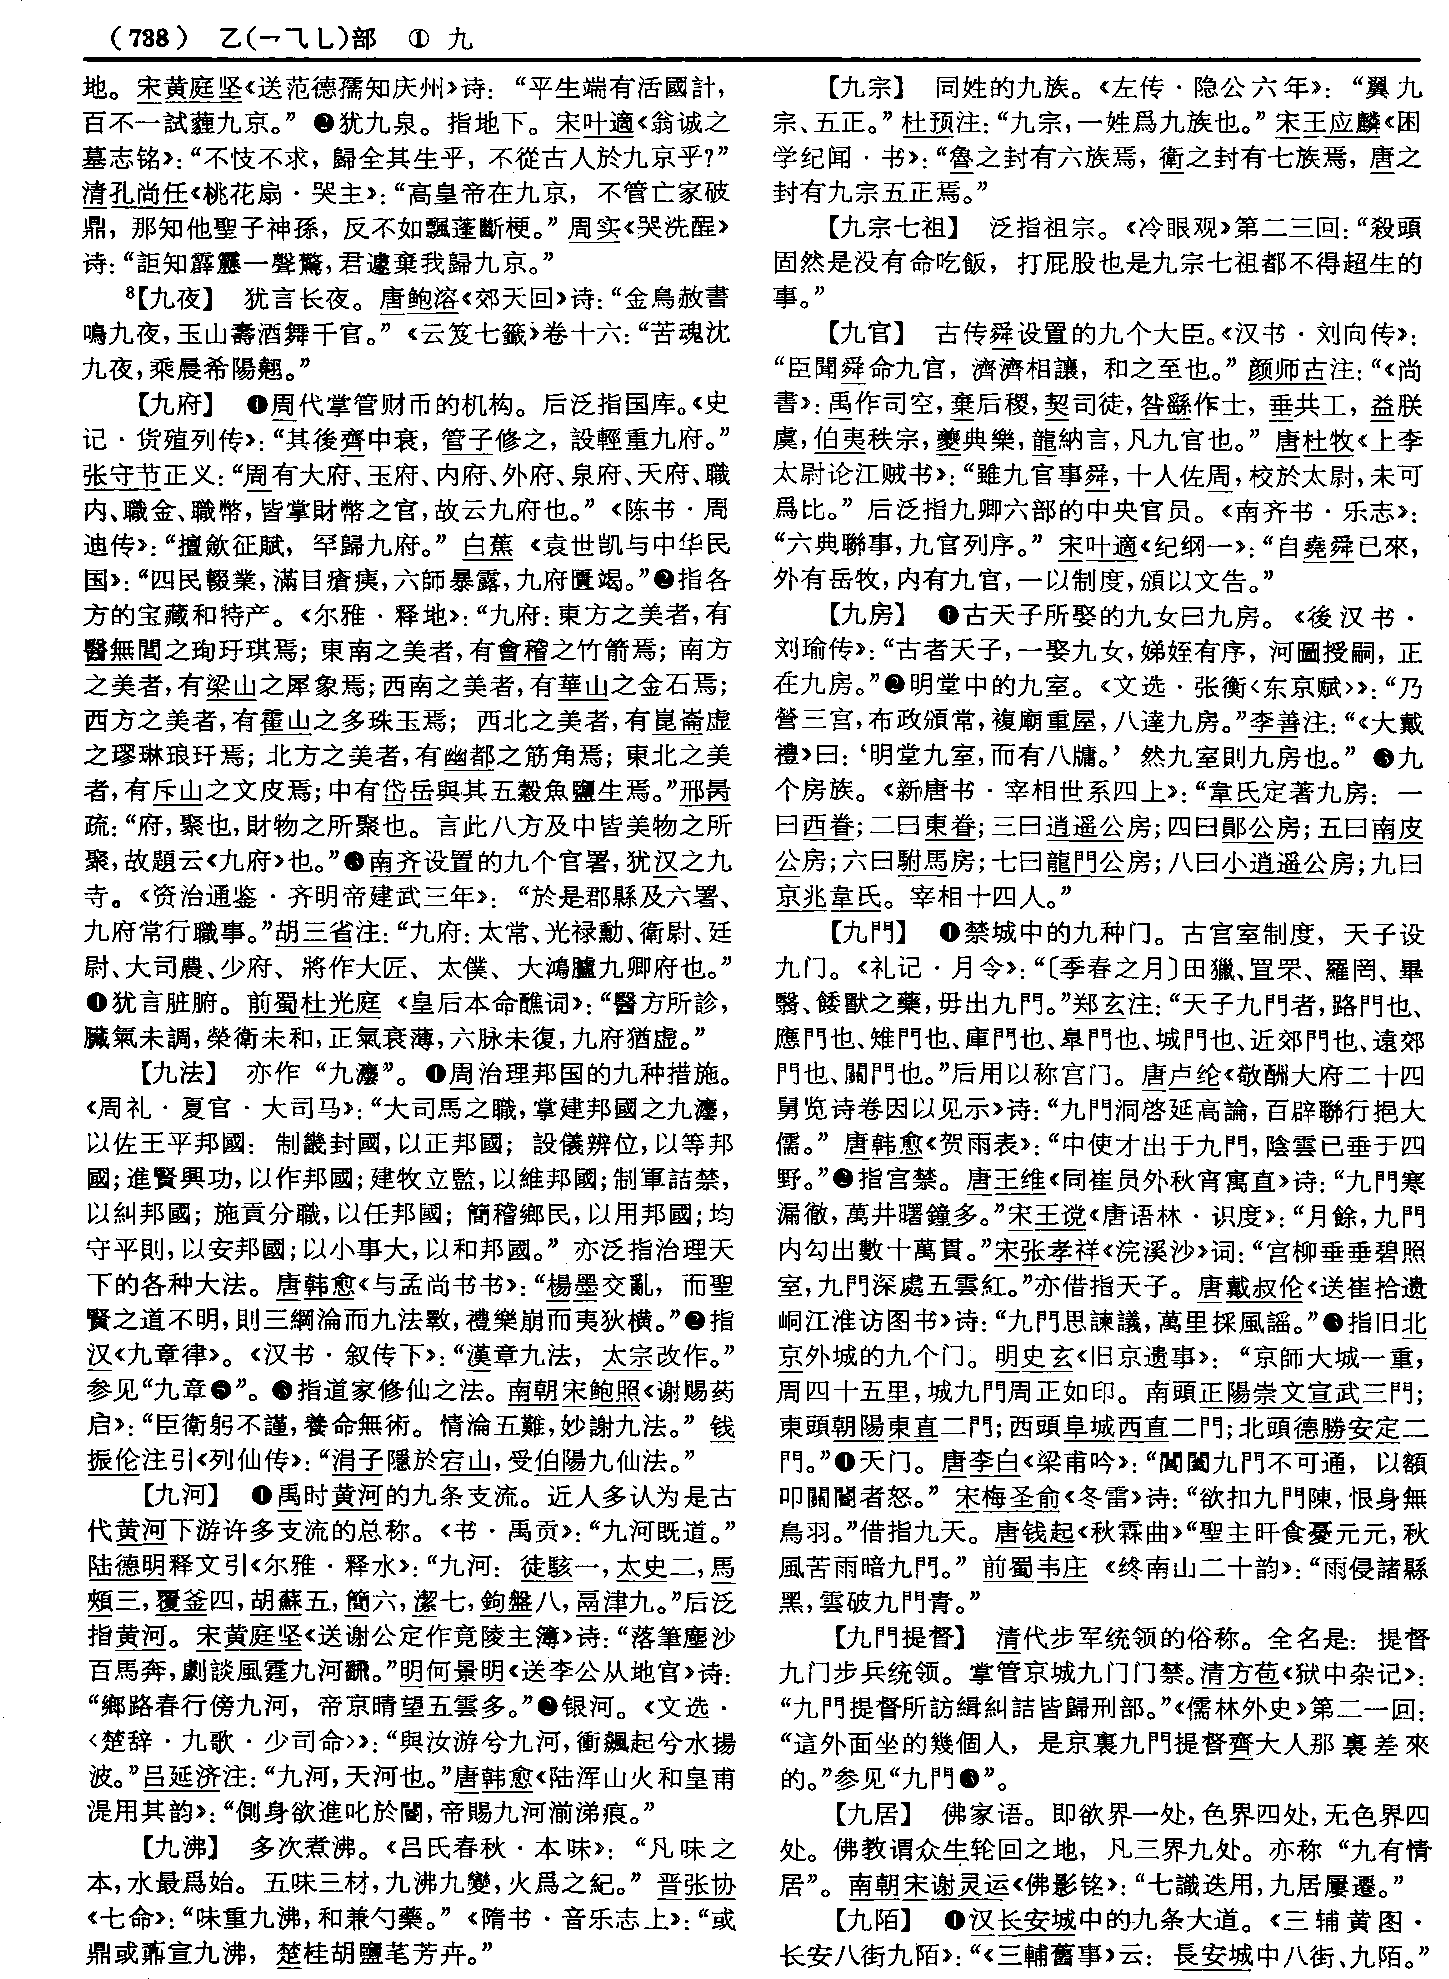 （738） 乙(乛⺄乚)部 ① 九
地。宋黄庭坚《送范德孺知庆州》诗：“平生端有活國計，
百不一試薶九京。”❷犹九泉。指地下。宋叶適《翁诚之
墓志铭》：“不忮不求，歸全其生乎，不從古人於九京乎？”
清孔尚任《桃花扇·哭主》：“高皇帝在九京，不管亡家破
鼎，那知他聖子神孫，反不如飄蓬斷梗。”周实《哭洗醒》
诗：“詎知霹靂一聲驚，君遽棄我歸九京。”
⁸【九夜】 犹言长夜。唐鲍溶《郊天回》诗：“金鳥赦書
鳴九夜，玉山壽酒舞千官。”《云笈七籤》卷十六：“苦魂沈
九夜，乘晨希陽翹。”
【九府】 ❶周代掌管财币的机构。后泛指国库。《史
记·货殖列传》：“其後齊中衰，管子修之，設輕重九府。”
张守节正义：“周有大府、玉府、内府、外府、泉府、天府、職
内、職金、職幣，皆掌財幣之官，故云九府也。”《陈书·周
迪传》：“擅斂征賦，罕歸九府。”白蕉《袁世凯与中华民
国》：“四民輟業，滿目瘡痍，六師暴露，九府匱竭。”❷指各
方的宝藏和特产。《尔雅·释地》：“九府：東方之美者，有
醫無閭之珣玗琪焉；東南之美者，有會稽之竹箭焉；南方
之美者，有梁山之犀象焉；西南之美者，有華山之金石焉；
西方之美者，有霍山之多珠玉焉；西北之美者，有崑崙虚
之璆琳琅玕焉；北方之美者，有幽都之筋角焉；東北之美
者，有斥山之文皮焉；中有岱岳與其五穀魚鹽生焉。”邢昺
疏：“府，聚也，財物之所聚也。言此八方及中皆美物之所
聚，故題云《九府》也。”❸南齐设置的九个官署，犹汉之九
寺。《资治通鉴·齐明帝建武三年》：“於是郡縣及六署、
九府常行職事。”胡三省注：“九府：太常、光禄勳、衛尉、廷
尉、大司農、少府、將作大匠、太僕、大鴻臚九卿府也。”
❹犹言脏腑。前蜀杜光庭《皇后本命醮词》：“醫方所診，
臟氣未調，榮衛未和，正氣衰薄，六脉未復，九府猶虚。”
【九法】 亦作“九灋”。❶周治理邦国的九种措施。
《周礼·夏官·大司马》：“大司馬之職，掌建邦國之九灋，
以佐王平邦國：制畿封國，以正邦國；設儀辨位，以等邦
國；進賢興功，以作邦國；建牧立監，以維邦國；制軍詰禁，
以糾邦國；施貢分職，以任邦國；簡稽鄉民，以用邦國；均
守平則，以安邦國；以小事大，以和邦國。”亦泛指治理天
下的各种大法。唐韩愈《与孟尚书书》：“楊墨交亂，而聖
賢之道不明，則三綱淪而九法斁，禮樂崩而夷狄横。”❷指
汉《九章律》。《汉书·叙传下》：“漢章九法，太宗改作。”
参见“九章❺”。❸指道家修仙之法。南朝宋鲍照《谢赐药
启》：“臣衛躬不謹，養命無術。情淪五難，妙謝九法。”钱
振伦注引《列仙传》：“涓子隱於宕山，受伯陽九仙法。”
【九河】 ❶禹时黄河的九条支流。近人多认为是古
代黄河下游许多支流的总称。《书·禹贡》：“九河既道。”
陆德明释文引《尔雅·释水》：“九河：徒駭一，太史二，馬
頰三，覆釜四，胡蘇五，簡六，潔七，鉤盤八，鬲津九。”后泛
指黄河。宋黄庭坚《送谢公定作竟陵主簿》诗：“落筆塵沙
百馬奔，劇談風霆九河翻。”明何景明《送李公从地官》诗：
“鄉路春行傍九河，帝京晴望五雲多。”❷银河。《文选·
〈楚辞·九歌·少司命〉》：“與汝游兮九河，衝飆起兮水揚
波。”吕延济注：“九河，天河也。”唐韩愈《陆浑山火和皇甫
湜用其韵》：“側身欲進叱於閽，帝賜九河湔涕痕。”
【九沸】 多次煮沸。《吕氏春秋·本味》：“凡味之
本，水最爲始。五味三材，九沸九變，火爲之紀。”晋张协
《七命》：“味重九沸，和兼勺藥。”《隋书·音乐志上》：“或
鼎或鼒宣九沸，楚桂胡鹽芼芳卉。”
【九宗】 同姓的九族。《左传·隐公六年》：“翼九
宗、五正。”杜预注：“九宗，一姓爲九族也。”宋王应麟《困
学纪闻·书》：“魯之封有六族焉，衛之封有七族焉，唐之
封有九宗五正焉。”
【九宗七祖】 泛指祖宗。《冷眼观》第二三回：“殺頭
固然是没有命吃飯，打屁股也是九宗七祖都不得超生的
事。”
【九官】 古传舜设置的九个大臣。《汉书·刘向传》：
“臣聞舜命九官，濟濟相讓，和之至也。”颜师古注：“《尚
書》：禹作司空，棄后稷，契司徒，咎繇作士，垂共工，益朕
虞，伯夷秩宗，夔典樂，龍納言，凡九官也。”唐杜牧《上李
太尉论江贼书》：“雖九官事舜，十人佐周，校於太尉，未可
爲比。”后泛指九卿六部的中央官员。《南齐书·乐志》：
“六典聯事，九官列序。”宋叶適《纪纲一》：“自堯舜已來，
外有岳牧，内有九官，一以制度，頒以文告。”
【九房】 ❶古天子所娶的九女曰九房。《後汉书·
刘瑜传》：“古者天子，一娶九女，娣姪有序，河圖授嗣，正
在九房。”❷明堂中的九室。《文选·张衡〈东京赋〉》：“乃
營三宫，布政頒常，複廟重屋，八達九房。”李善注：“《大戴
禮》曰：‘明堂九室，而有八牖。’然九室則九房也。”❸九
个房族。《新唐书·宰相世系四上》：“韋氏定著九房：一
曰西眷；二曰東眷；三曰逍遥公房；四曰鄖公房；五曰南皮
公房；六曰駙馬房；七曰龍門公房；八曰小逍遥公房；九曰
京兆韋氏。宰相十四人。”
【九門】 ❶禁城中的九种门。古宫室制度，天子设
九门。《礼记·月令》：“〔季春之月〕田獵、罝罘、羅罔、畢
翳、餧獸之藥，毋出九門。”郑玄注：“天子九門者，路門也、
應門也、雉門也、庫門也、皋門也、城門也、近郊門也、遠郊
門也、關門也。”后用以称宫门。唐卢纶《敬酬大府二十四
舅览诗卷因以见示》诗：“九門洞啓延高論，百辟聯行挹大
儒。”唐韩愈《贺雨表》：“中使才出于九門，陰雲已垂于四
野。”❷指宫禁。唐王维《同崔员外秋宵寓直》诗：“九門寒
漏徹，萬井曙鐘多。”宋王谠《唐语林·识度》：“月餘，九門
内勾出數十萬貫。”宋张孝祥《浣溪沙》词：“宫柳垂垂碧照
室，九門深處五雲紅。”亦借指天子。唐戴叔伦《送崔拾遗
峒江淮访图书》诗：“九門思諫議，萬里採風謡。”❸指旧北
京外城的九个门。明史玄《旧京遗事》：“京師大城一重，
周四十五里，城九門周正如印。南頭正陽崇文宣武三門；
東頭朝陽東直二門；西頭阜城西直二門；北頭德勝安定二
門。”❹天门。唐李白《梁甫吟》：“閶闔九門不可通，以額
叩關閽者怒。”宋梅圣俞《冬雷》诗：“欲扣九門陳，恨身無
鳥羽。”借指九天。唐钱起《秋霖曲》“聖主旰食憂元元，秋
風苦雨暗九門。”前蜀韦庄《终南山二十韵》：“雨侵諸縣
黑，雲破九門青。”
【九門提督】 清代步军统领的俗称。全名是：提督
九门步兵统领。掌管京城九门门禁。清方苞《狱中杂记》：
“九門提督所訪緝糾詰皆歸刑部。”《儒林外史》第二一回：
“這外面坐的幾個人，是京裏九門提督齊大人那裏差來
的。”参见“九門❸”。
【九居】 佛家语。即欲界一处，色界四处，无色界四
处。佛教谓众生轮回之地，凡三界九处。亦称“九有情
居”。南朝宋谢灵运《佛影铭》：“七識迭用，九居屢遷。”
【九陌】 ❶汉长安城中的九条大道。《三辅黄图·
长安八街九陌》：“《三輔舊事》云：長安城中八街、九陌。”